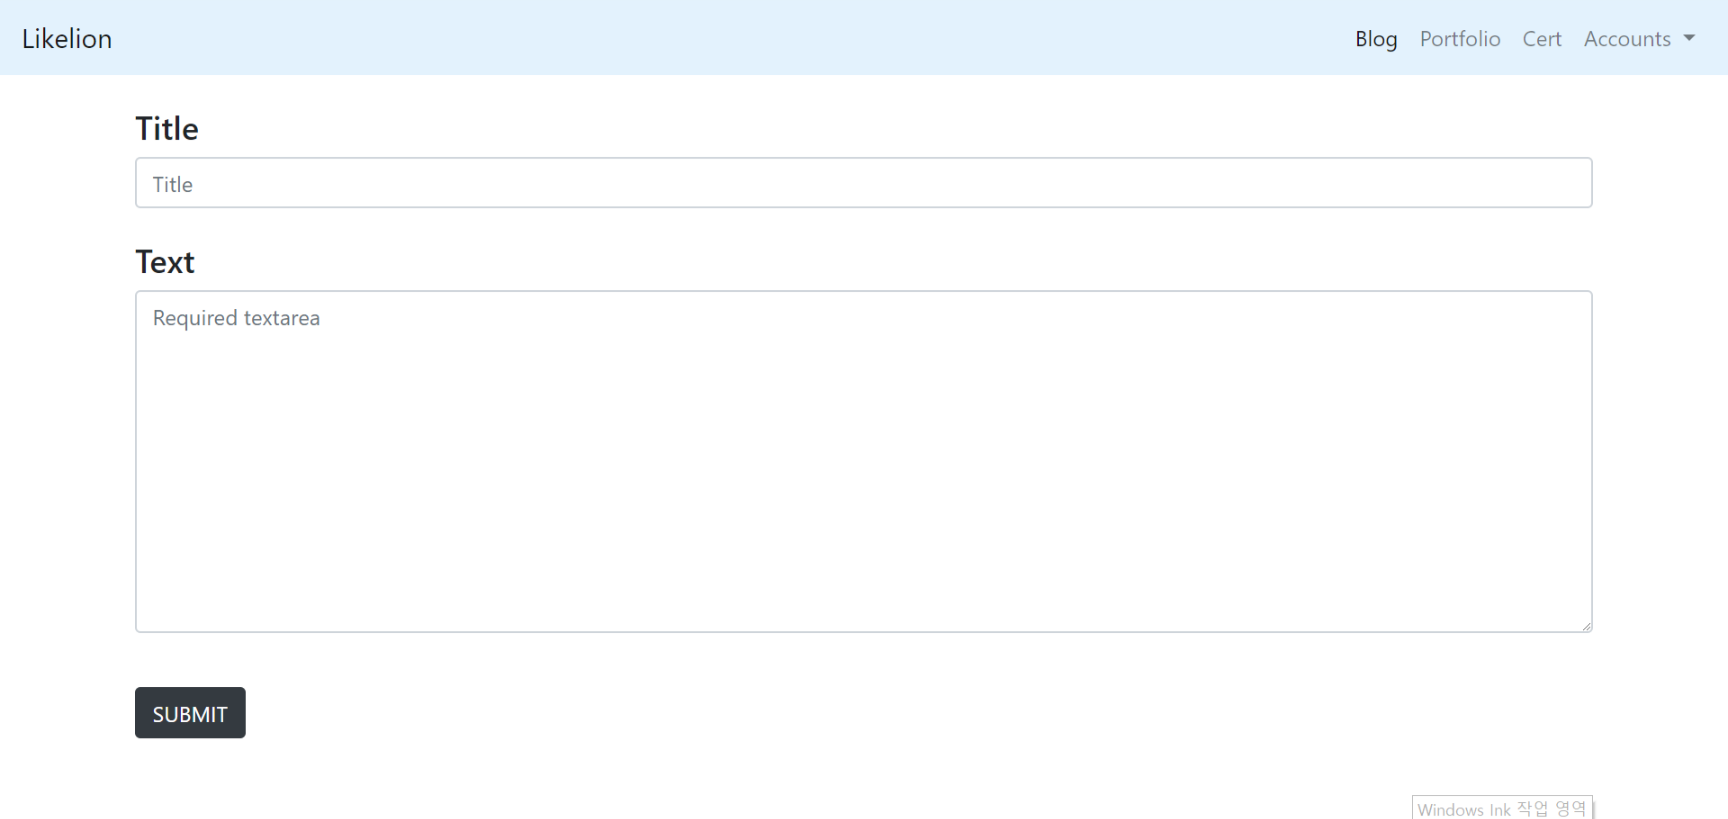 Likelion
Blog Portfolio Cert Accounts
Title
Title
Text
Required textarea
SUBMIT
Windows Ink 작업 영역